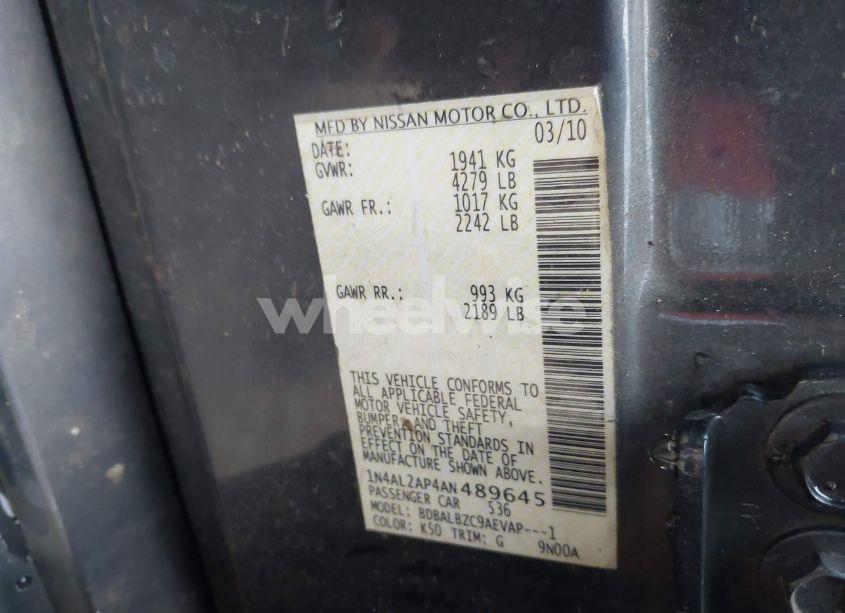 MFD BY NISSAN MOTOR CO., LTD.
DATE: 03/10
GVWR: 1941 KG
4279 LB
GAWR FR.: 1017 KG
2242 LB
GAWR RR.: 993 KG
2189 LB
wheelwise
THIS VEHICLE CONFORMS TO
ALL APPLICABLE FEDERAL
MOTOR VEHICLE SAFETY,
BUMPER, AND THEFT
PREVENTION STANDARDS IN
EFFECT ON THE DATE OF
MANUFACTURE SHOWN ABOVE.
1N4AL2AP4AN489645
PASSENGER CAR 536
MODEL: BDBALBZC9AEVAP---1
COLOR: K50 TRIM: G 9N00A